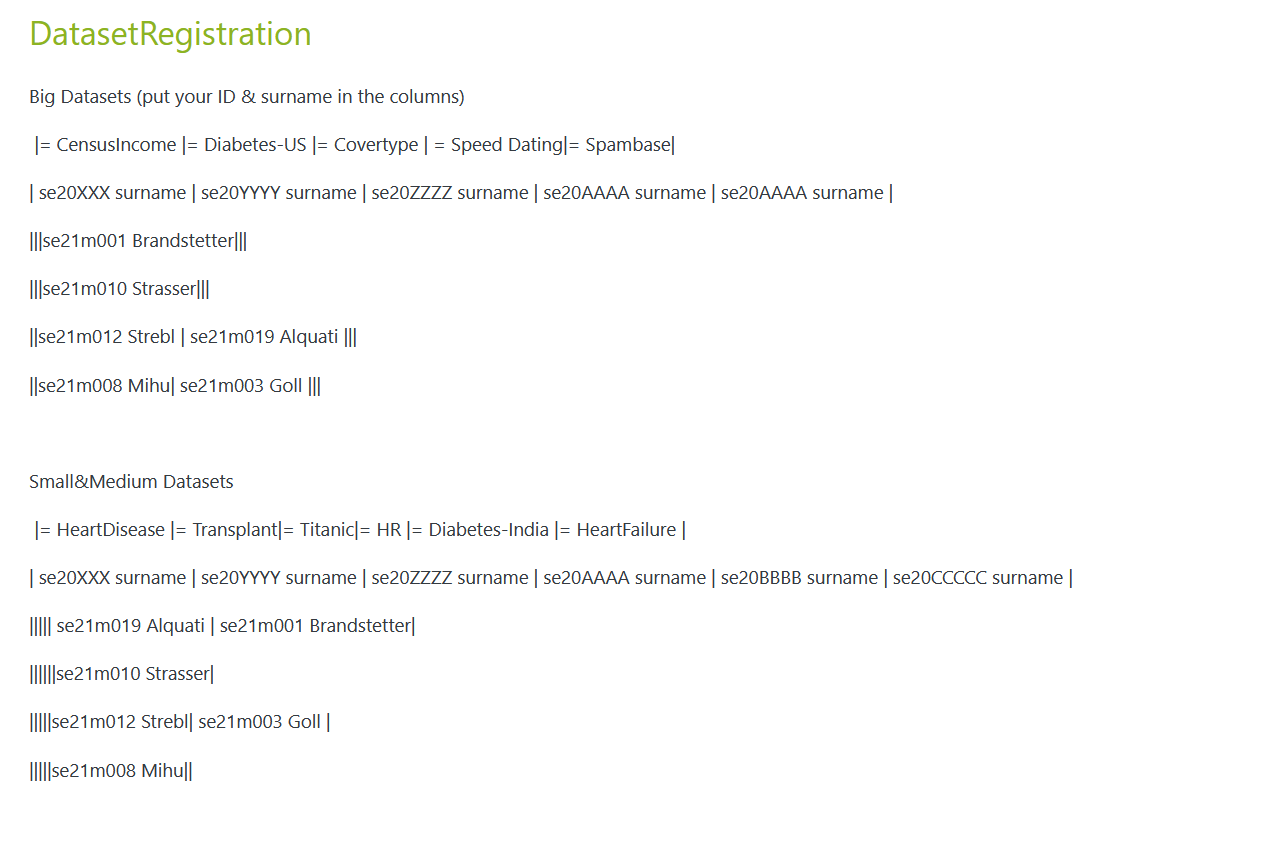 DatasetRegistration
Big Datasets (put your ID & surname in the columns)
|= CensusIncome |= Diabetes-US |= Covertype | = Speed Dating|= Spambase|
| se20XXX surname | se20YYYY surname | se20ZZZZ surname | se20AAAA surname | se20AAAA surname |
|||se21m001 Brandstetter|||
|||se21m010 Strasser|||
||se21m012 Strebl | se21m019 Alquati |||
||se21m008 Mihu| se21m003 Goll |||
Small&Medium Datasets
|= HeartDisease |= Transplant|= Titanic|= HR |= Diabetes-India |= HeartFailure |
| se20XXX surname | se20YYYY surname | se20ZZZZ surname | se20AAAA surname | se20BBBB surname | se20CCCCC surname |
||||| se21m019 Alquati | se21m001 Brandstetter|
||||||se21m010 Strasser|
|||||se21m012 Strebl| se21m003 Goll |
|||||se21m008 Mihu||